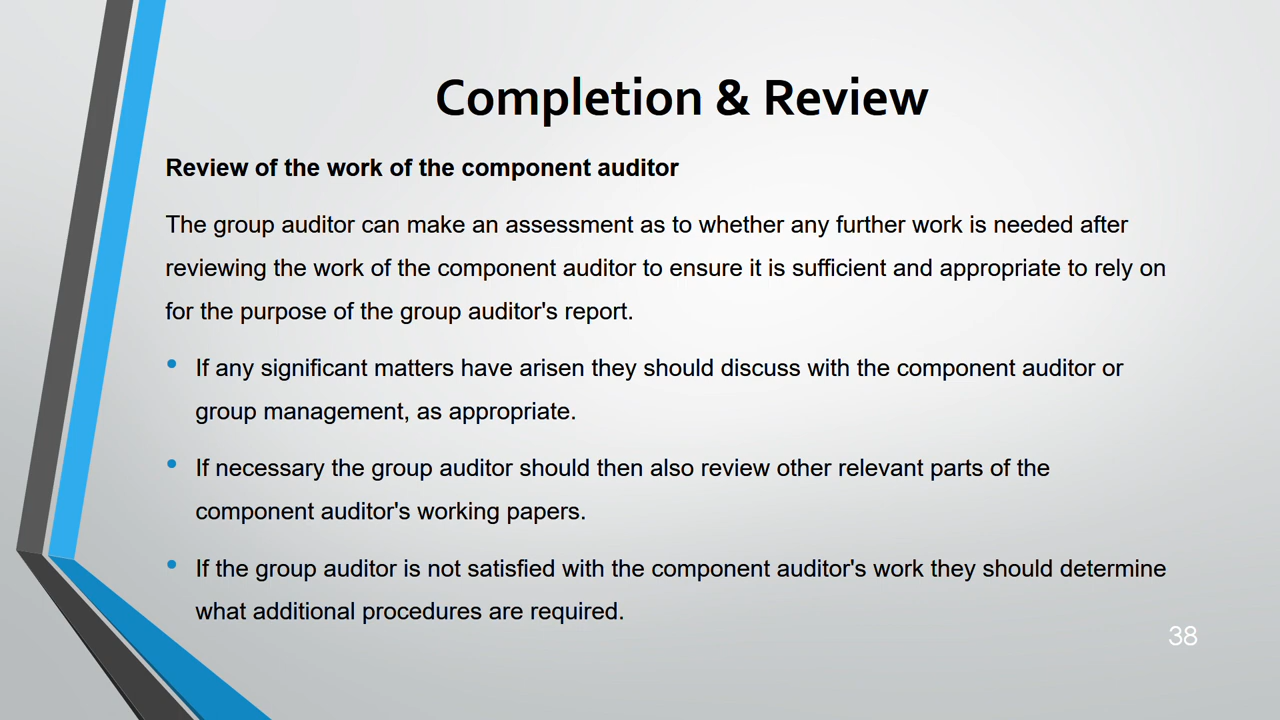 Completion & Review
Review of the work of the component auditor
The group auditor can make an assessment as to whether any further work is needed after
reviewing the work of the component auditor to ensure it is sufficient and appropriate to rely on
for the purpose of the group auditor's report.
• If any significant matters have arisen they should discuss with the component auditor or
group management, as appropriate.
• If necessary the group auditor should then also review other relevant parts of the
component auditor's working papers.
• If the group auditor is not satisfied with the component auditor's work they should determine
what additional procedures are required.
38